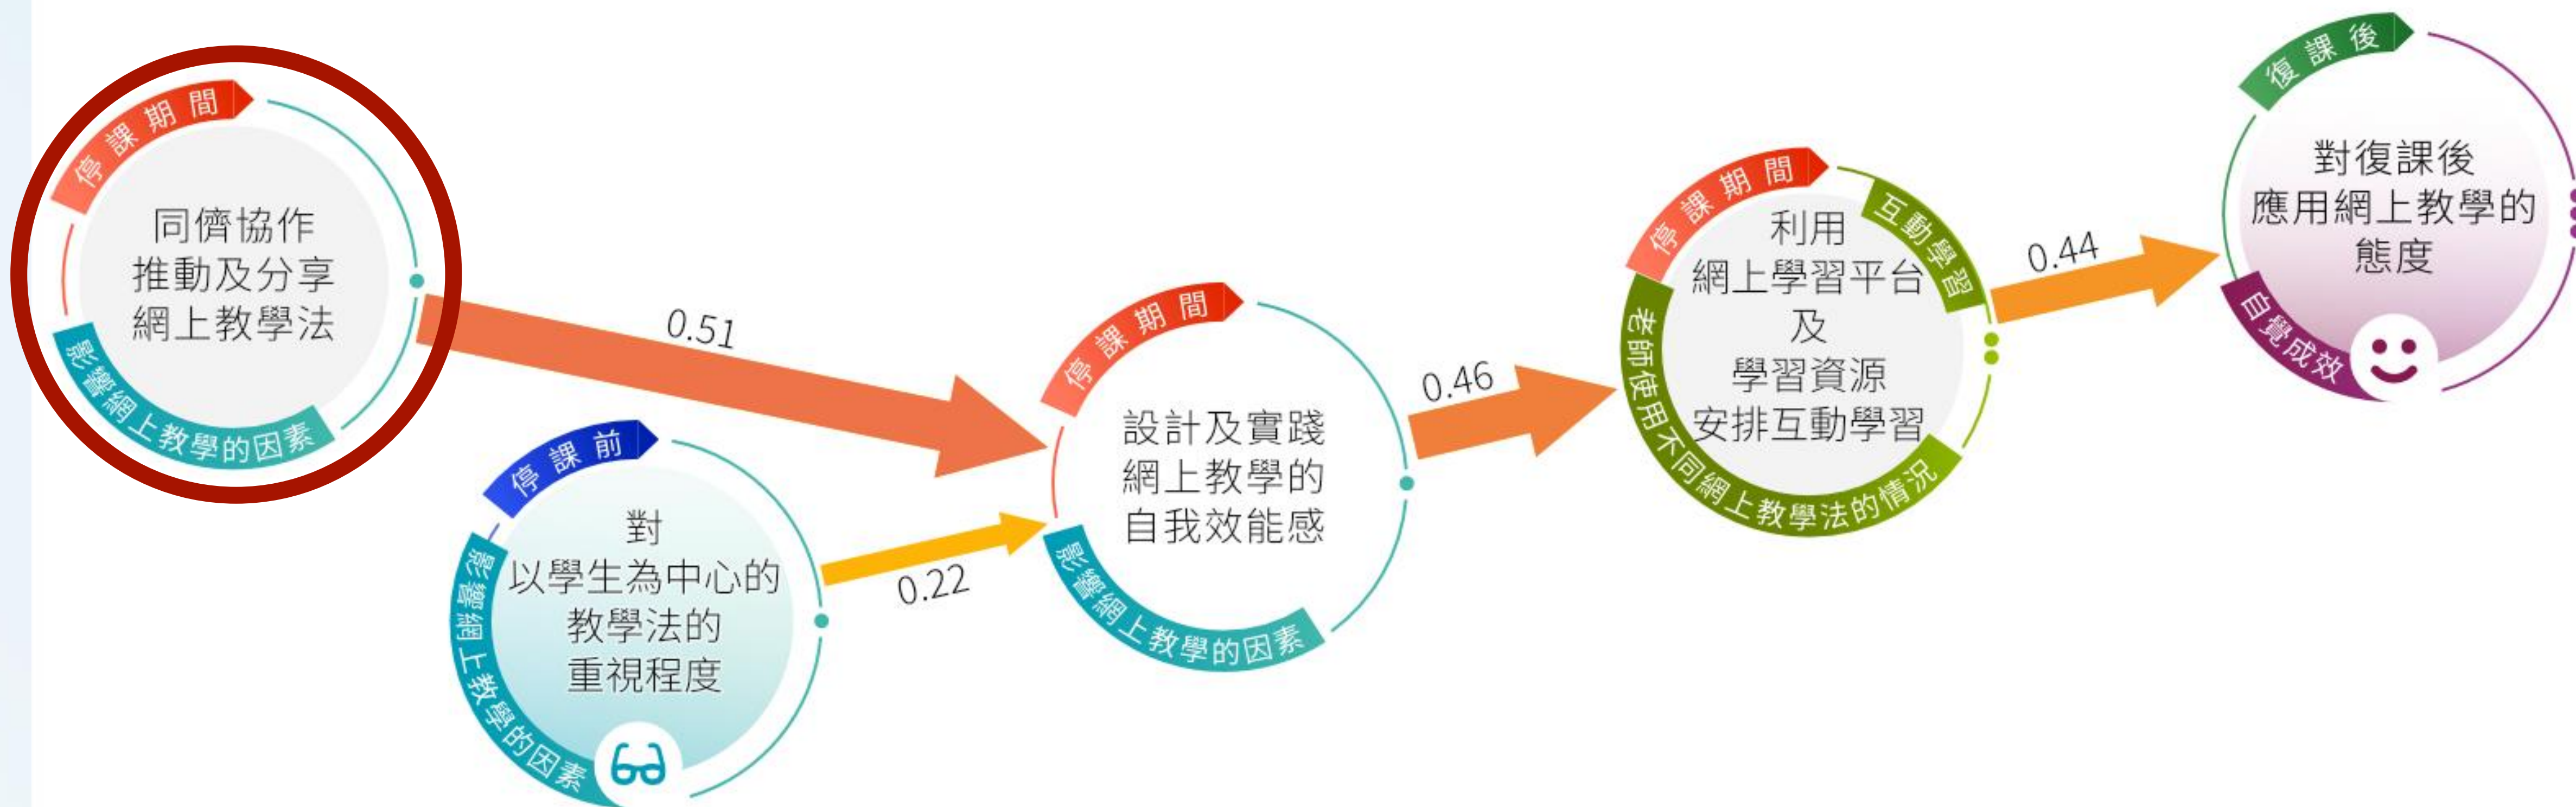 停課期間
同儕協作
推動及分享
網上教學法
影響網上教學的因素
0.51
停課前
對
以學生為中心的
教學法的
重視程度
影響網上教學的因素
0.22
停課期間
設計及實踐
網上教學的
自我效能感
影響網上教學的因素
0.46
停課期間
互動學習
利用
網上學習平台
及
學習資源
安排互動學習
老師使用不同網上教學法的情況
0.44
復課後
對復課後
應用網上教學的
態度
自覺成效